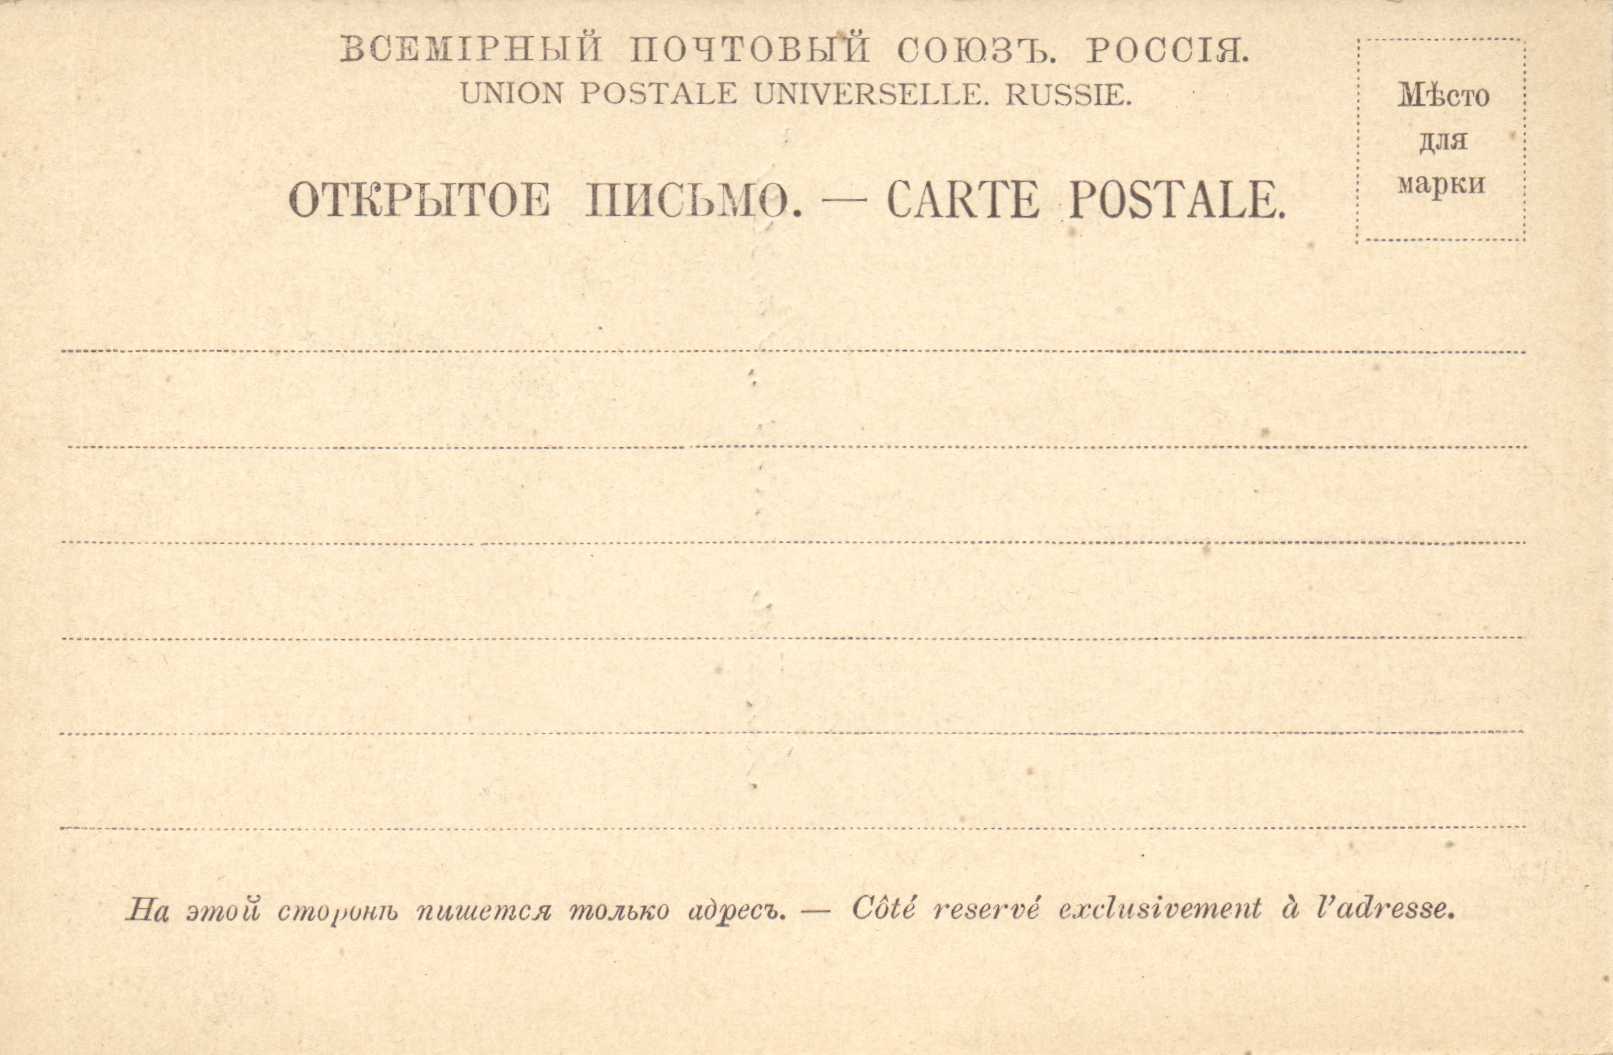 ВСЕМІРНЫЙ ПОЧТОВЫЙ СОЮЗЪ. РОССІЯ.
UNION POSTALE UNIVERSELLE. RUSSIE.
ОТКРЫТОЕ ПИСЬМО. — CARTE POSTALE.
Мѣсто
для
марки
На этой сторонѣ пишется только адресъ. — Côté reservé exclusivement à l'adresse.